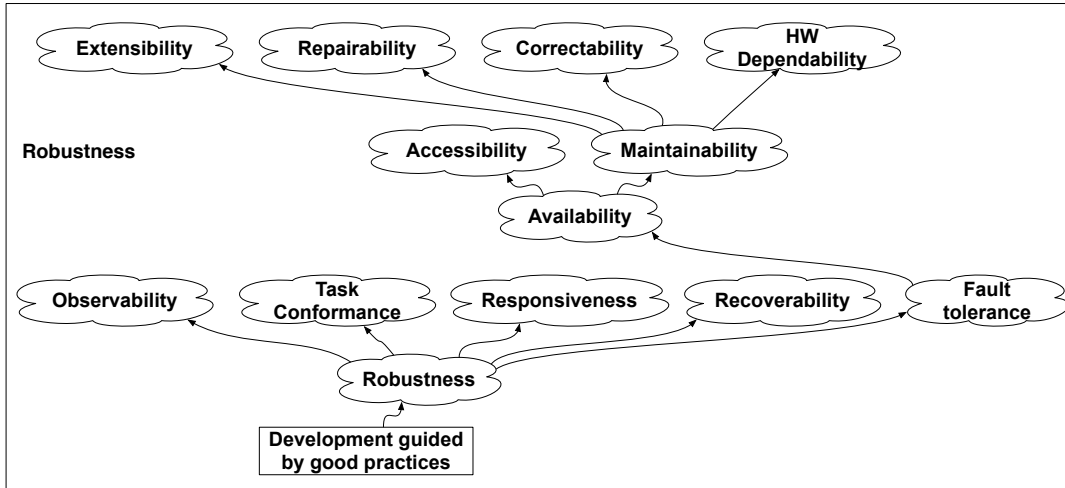 Extensibility
Repairability
Correctability
HW
Dependability
Robustness
Accessibility
Maintainability
Availability
Observability
Task
Conformance
Responsiveness
Recoverability
Fault
tolerance
Robustness
Development guided
by good practices